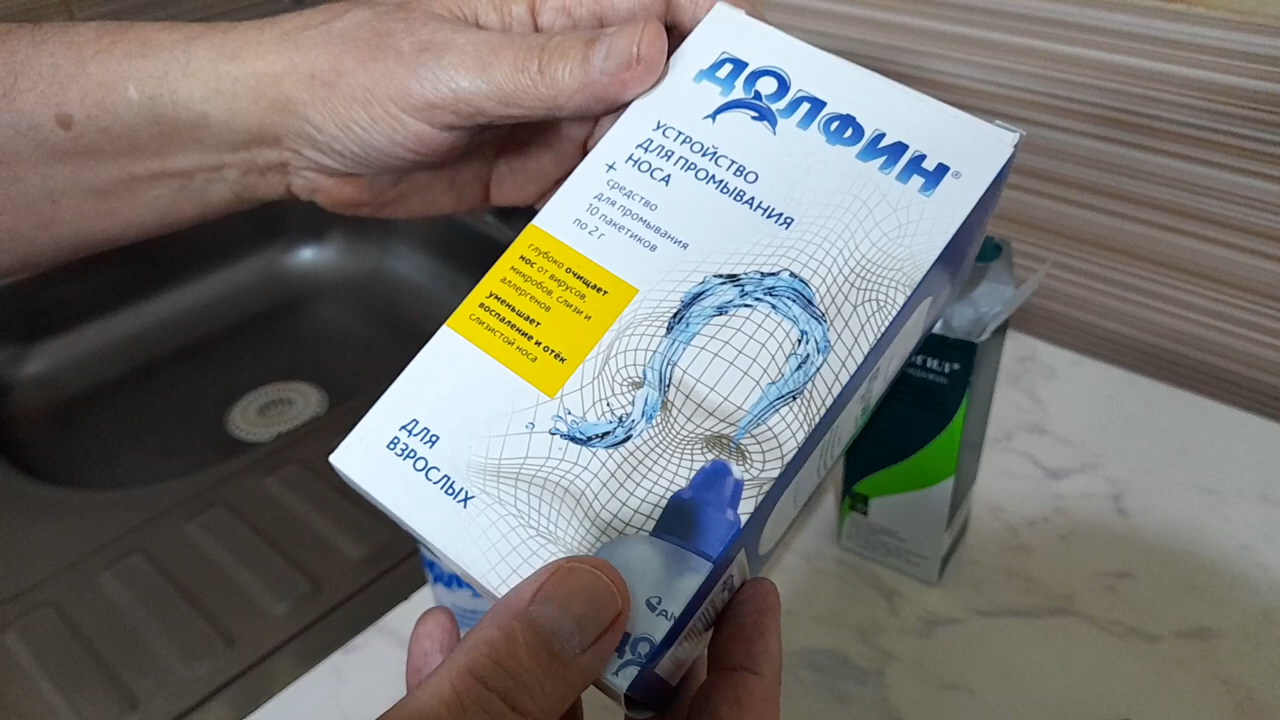 ДОЛФИН®
УСТРОЙСТВО
ДЛЯ ПРОМЫВАНИЯ
НОСА
+ средство
для промывания
10 пакетиков
по 2 г
глубоко очищает
нос от вирусов,
микробов, слизи и
аллергенов
уменьшает
воспаление и отёк
слизистой носа
ДЛЯ
ВЗРОСЛЫХ